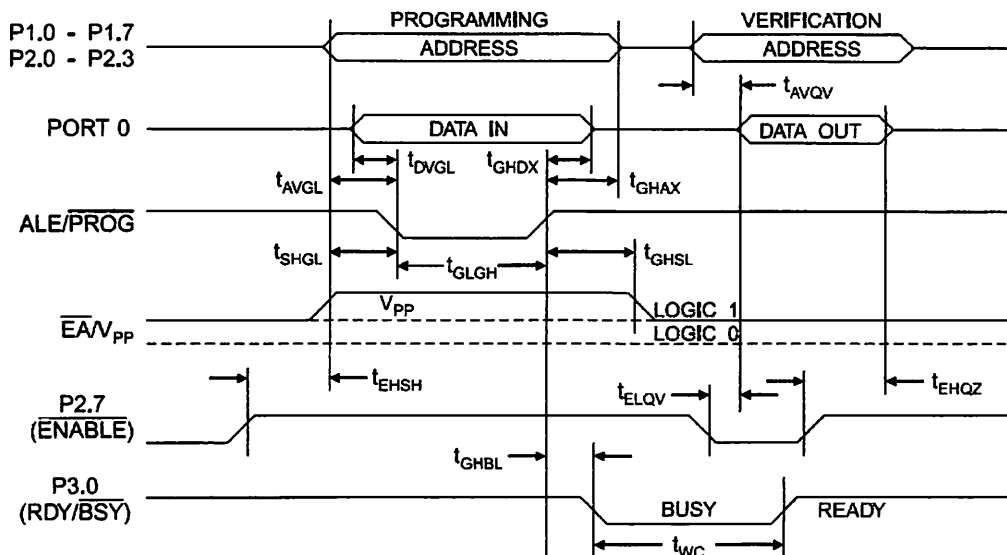 PROGRAMMING VERIFICATION
P1.0 - P1.7
P2.0 - P2.3
ADDRESS ADDRESS
tAVQV
PORT 0 DATA IN DATA OUT
tDVGL tGHDX
tAVGL tGHAX
ALE/PROG
tSHGL tGLGH tGHSL
VPP LOGIC 1
EA/VPP LOGIC 0
tEHSH tELQV tEHQZ
P2.7
(ENABLE)
tGHBL
P3.0
(RDY/BSY) BUSY READY
tWC